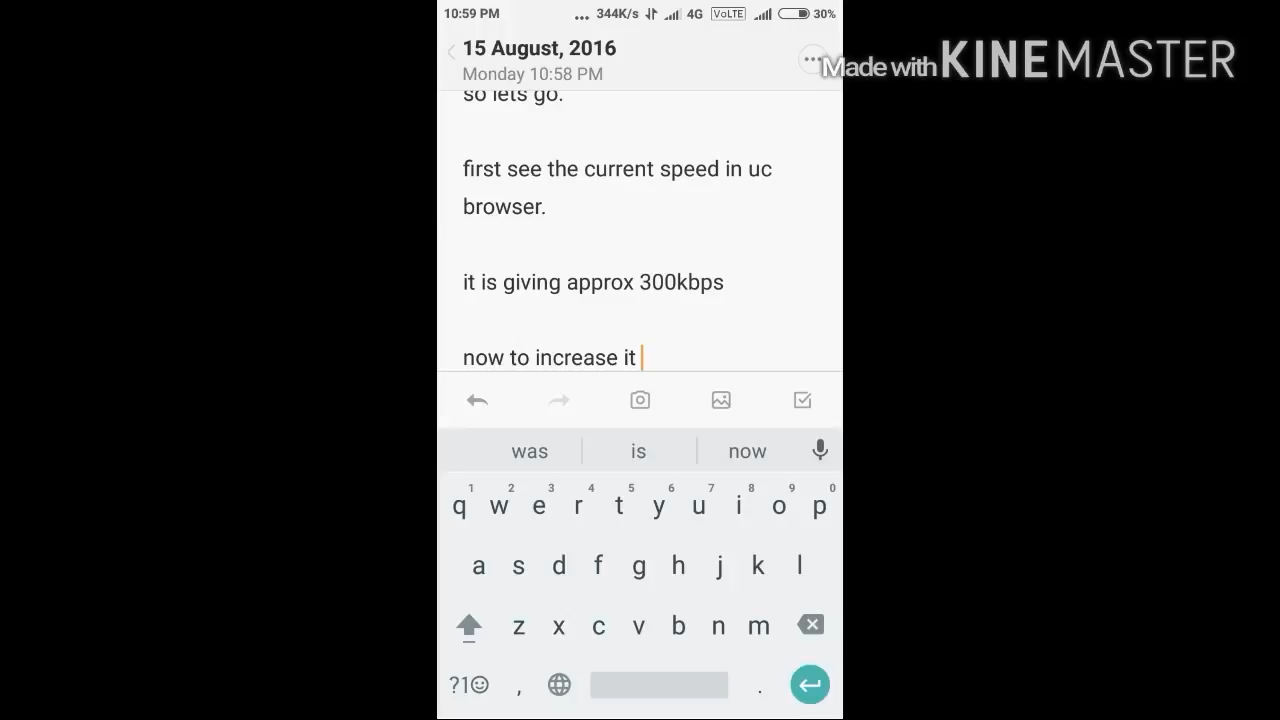 10:59 PM ... 344K/s 4G VoLTE 30%
15 August, 2016
Monday 10:58 PM
Made with KINEMASTER
so lets go.
first see the current speed in uc
browser.
it is giving approx 300kbps
now to increase it
was is now
1 2 3 4 5 6 7 8 9 0
q w e r t y u i o p
a s d f g h j k l
z x c v b n m
?1☺ , .